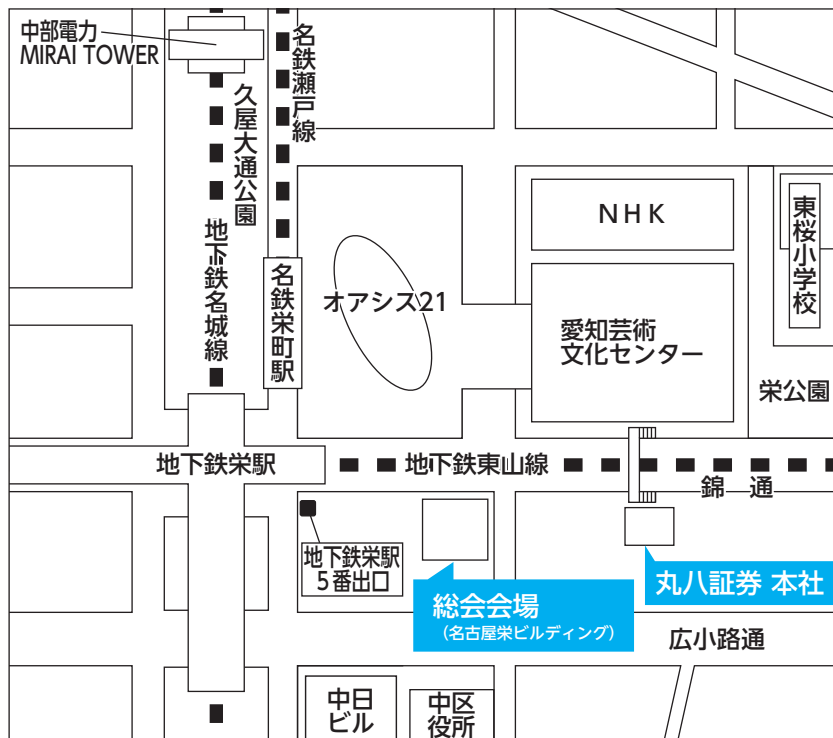 中部電力
MIRAI TOWER
名鉄瀬戸線
久屋大通公園
地下鉄名城線
名鉄栄町駅
オアシス21
NHK
東桜小学校
愛知芸術
文化センター
栄公園
地下鉄栄駅
地下鉄東山線
錦 通
地下鉄栄駅
5番出口
総会会場
(名古屋栄ビルディング)
丸八証券 本社
広小路通
中日
ビル
中区
役所